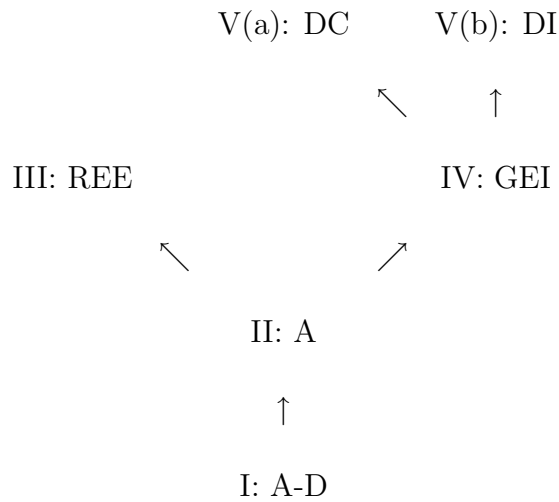 V(a): DC V(b): DI
III: REE IV: GEI
II: A
I: A-D